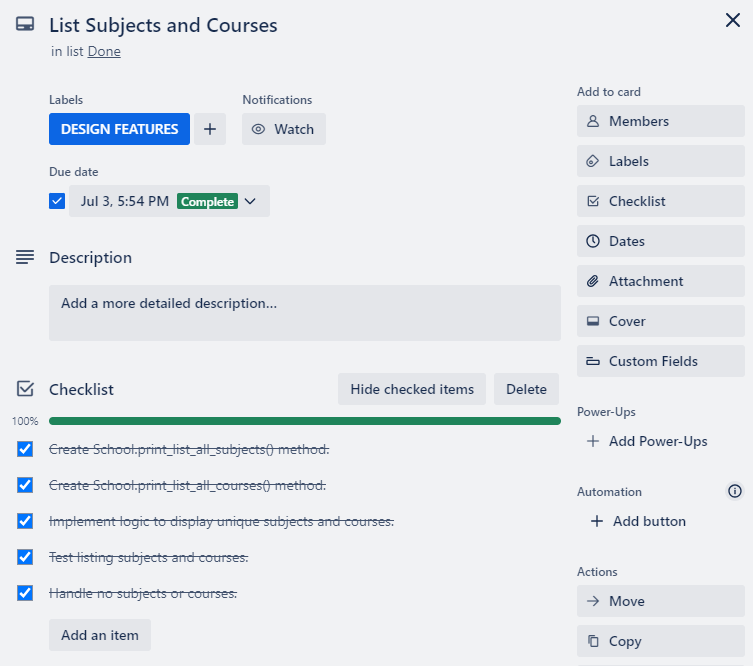 List Subjects and Courses
in list Done
Labels
DESIGN FEATURES
Notifications
Watch
Due date
Jul 3, 5:54 PM Complete
Description
Add a more detailed description...
Checklist
Hide checked items
Delete
100%
Create School.print_list_all_subjects() method.
Create School.print_list_all_courses() method.
Implement logic to display unique subjects and courses.
Test listing subjects and courses.
Handle no subjects or courses.
Add an item
Add to card
Members
Labels
Checklist
Dates
Attachment
Cover
Custom Fields
Power-Ups
Add Power-Ups
Automation
Add button
Actions
Move
Copy